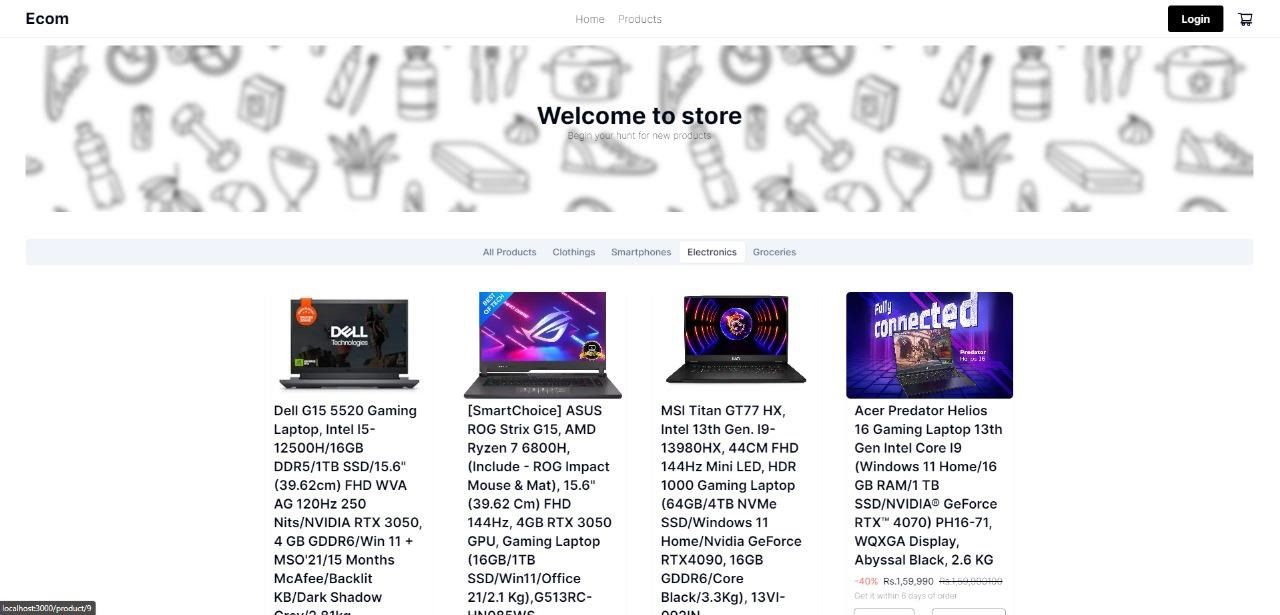 Ecom
Home Products
Login
Welcome to store
Begin your hunt for new products
All Products Clothings Smartphones Electronics Groceries
DELL
Technologies
BEST
OF TECH
Fully
connected
Predator
Helios 16
Dell G15 5520 Gaming
Laptop, Intel I5-
12500H/16GB
DDR5/1TB SSD/15.6"
(39.62cm) FHD WVA
AG 120Hz 250
Nits/NVIDIA RTX 3050,
4 GB GDDR6/Win 11 +
MSO'21/15 Months
McAfee/Backlit
KB/Dark Shadow
Grey/2.81kg
[SmartChoice] ASUS
ROG Strix G15, AMD
Ryzen 7 6800H,
(Include - ROG Impact
Mouse & Mat), 15.6"
(39.62 Cm) FHD
144Hz, 4GB RTX 3050
GPU, Gaming Laptop
(16GB/1TB
SSD/Win11/Office
21/2.1 Kg),G513RC-
HN085WS
MSI Titan GT77 HX,
Intel 13th Gen. I9-
13980HX, 44CM FHD
144Hz Mini LED, HDR
1000 Gaming Laptop
(64GB/4TB NVMe
SSD/Windows 11
Home/Nvidia GeForce
RTX4090, 16GB
GDDR6/Core
Black/3.3Kg), 13VI-
092IN
Acer Predator Helios
16 Gaming Laptop 13th
Gen Intel Core I9
(Windows 11 Home/16
GB RAM/1 TB
SSD/NVIDIA® GeForce
RTX™ 4070) PH16-71,
WQXGA Display,
Abyssal Black, 2.6 KG
-40% Rs.1,59,990
Get it within 6 days of order
localhost:3000/product/9